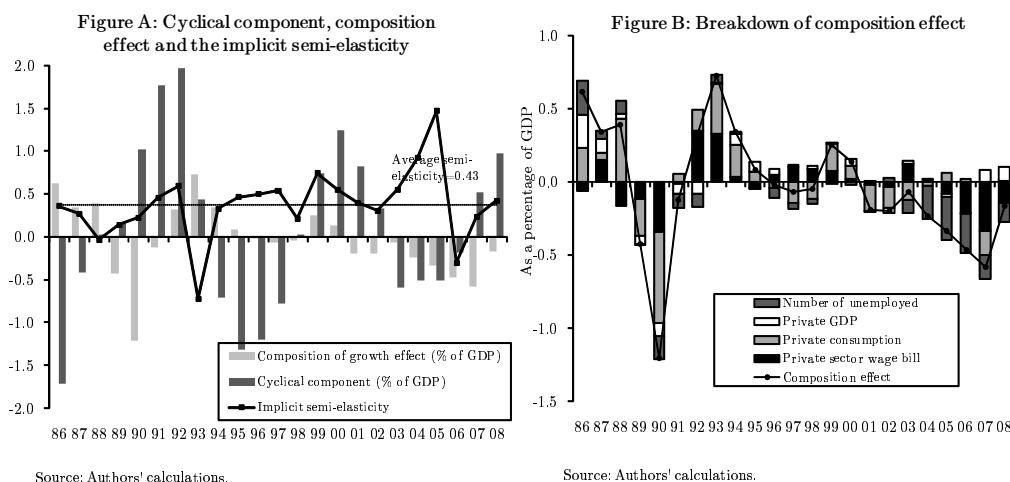 Figure A: Cyclical component, composition
effect and the implicit semi-elasticity
2.0
1.5
1.0
0.5
0.0
-0.5
-1.0
-1.5
-2.0
Average semi-
elasticity=0.43
Composition of growth effect (% of GDP)
Cyclical component (% of GDP)
Implicit semi-elasticity
86 87 88 89 90 91 92 93 94 95 96 97 98 99 00 01 02 03 04 05 06 07 08
Source: Authors' calculations.
Figure B: Breakdown of composition effect
As a percentage of GDP
1.0
0.5
0.0
-0.5
-1.0
-1.5
Number of unemployed
Private GDP
Private consumption
Private sector wage bill
Composition effect
86 87 88 89 90 91 92 93 94 95 96 97 98 99 00 01 02 03 04 05 06 07 08
Source: Authors' calculations.